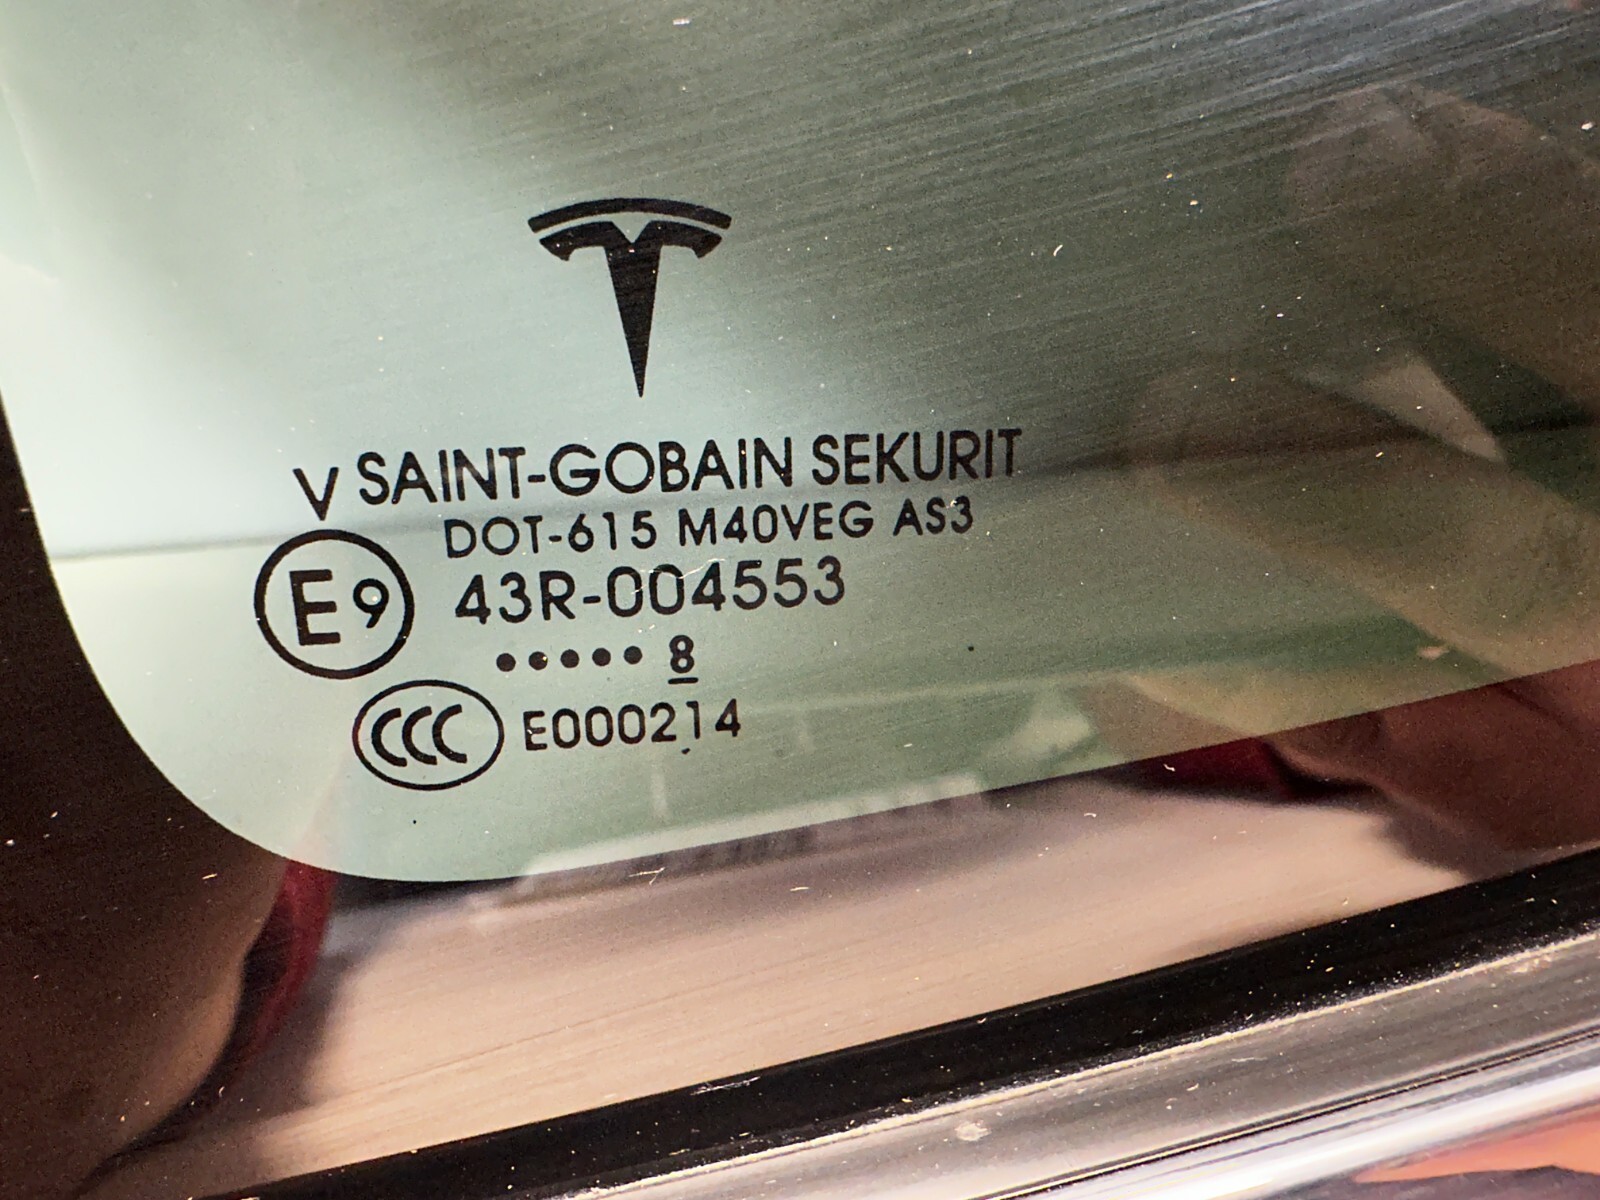 V SAINT-GOBAIN SEKURIT
DOT-615 M40VEG AS3
E9 43R-004553
••••• 8
CCC E000214